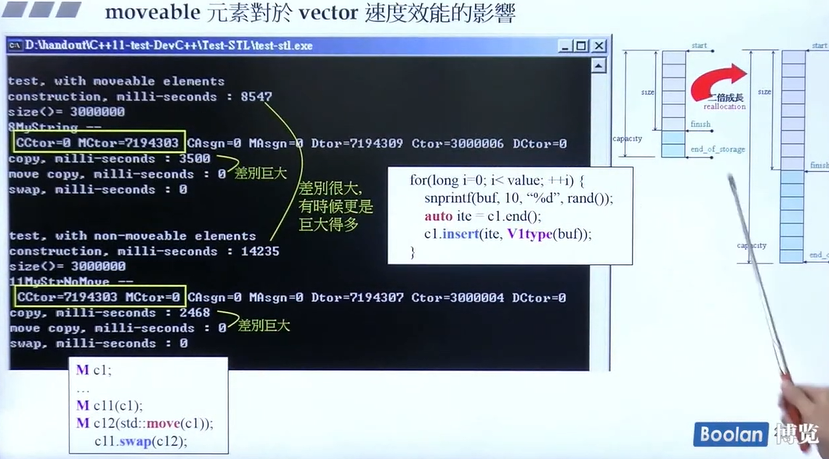 moveable 元素對於 vector 速度效能的影響
D:\handout\C++11-test-DevC++\Test-STL\test-stl.exe
test, with moveable elements
construction, milli-seconds : 8547
size()= 3000000
8MyString --
CCtor=0 MCtor=7194303 CAsgn=0 MAsgn=0 Dtor=7194309 Ctor=3000006 DCtor=0
copy, milli-seconds : 3500
move copy, milli-seconds : 0
差別巨大
swap, milli-seconds : 0
差別很大,
有時候更是
巨大得多
test, with non-moveable elements
construction, milli-seconds : 14235
size()= 3000000
11MyStrNoMove --
CCtor=7194303 MCtor=0 CAsgn=0 MAsgn=0 Dtor=7194307 Ctor=3000004 DCtor=0
copy, milli-seconds : 2468
move copy, milli-seconds : 0
差別巨大
swap, milli-seconds : 0
for(long i=0; i< value; ++i) {
snprintf(buf, 10, “%d”, rand());
auto ite = c1.end();
c1.insert(ite, V1type(buf));
}
M c1;
…
M c11(c1);
M c12(std::move(c1));
c11.swap(c12);
start
size
finish
capacity
end_of_storage
二倍成長
reallocation
start
size
finish
capacity
Boolan 博览